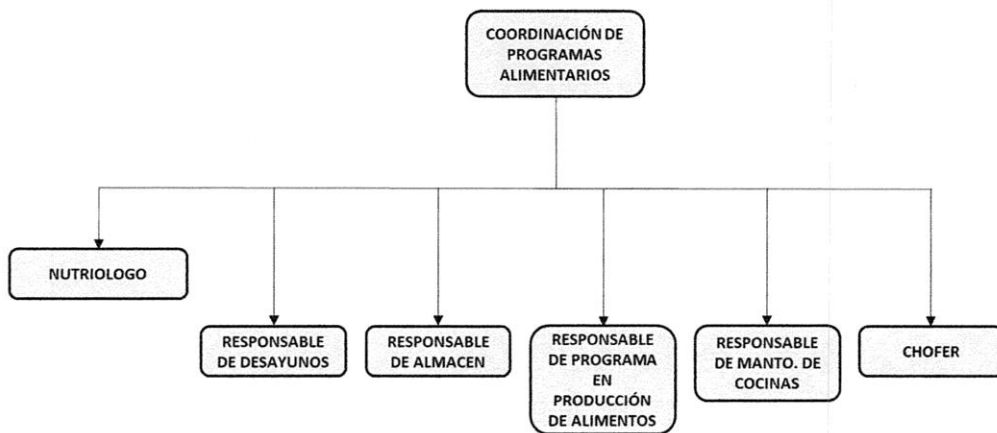 COORDINACIÓN DE
PROGRAMAS
ALIMENTARIOS
NUTRIOLOGO
RESPONSABLE
DE DESAYUNOS
RESPONSABLE
DE ALMACEN
RESPONSABLE
DE PROGRAMA
EN
PRODUCCIÓN
DE ALIMENTOS
RESPONSABLE
DE MANTO. DE
COCINAS
CHOFER